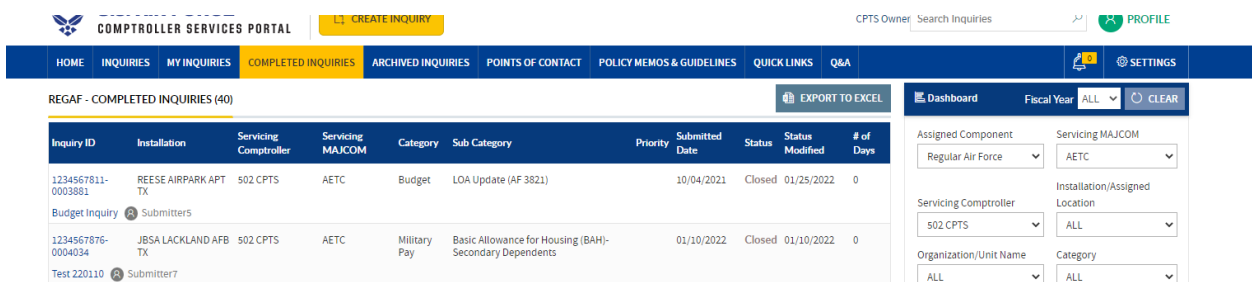 COMPTROLLER SERVICES PORTAL
CREATE INQUIRY
CPTS Owner Search Inquiries
PROFILE
HOME INQUIRIES MY INQUIRIES COMPLETED INQUIRIES ARCHIVED INQUIRIES POINTS OF CONTACT POLICY MEMOS & GUIDELINES QUICK LINKS Q&A 0 SETTINGS
REGAF - COMPLETED INQUIRIES (40)
EXPORT TO EXCEL
Inquiry ID Installation Servicing Comptroller Servicing MAJCOM Category Sub Category Priority Submitted Date Status Status Modified # of Days
1234567811-0003881 REESE AIRPARK APT TX 502 CPTS AETC Budget LOA Update (AF 3821) 10/04/2021 Closed 01/25/2022 0
Budget Inquiry Submitter5
1234567876-0004034 JBSA LACKLAND AFB TX 502 CPTS AETC Military Pay Basic Allowance for Housing (BAH)-Secondary Dependents 01/10/2022 Closed 01/10/2022 0
Test 220110 Submitter7
Dashboard Fiscal Year ALL CLEAR
Assigned Component Servicing MAJCOM
Regular Air Force AETC
Servicing Comptroller Installation/Assigned Location
502 CPTS ALL
Organization/Unit Name Category
ALL ALL